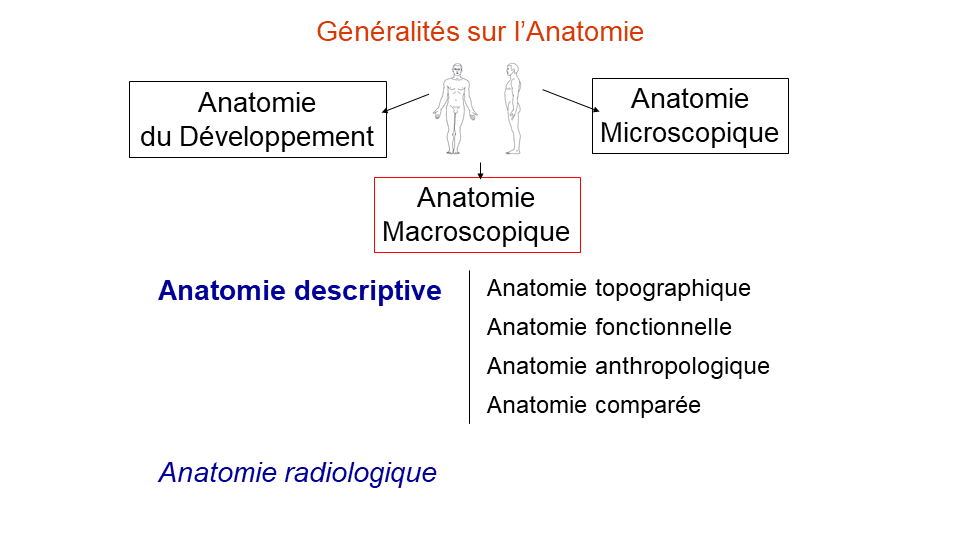 Généralités sur l’Anatomie
Anatomie
du Développement
Anatomie
Microscopique
Anatomie
Macroscopique
Anatomie descriptive
Anatomie topographique
Anatomie fonctionnelle
Anatomie anthropologique
Anatomie comparée
Anatomie radiologique